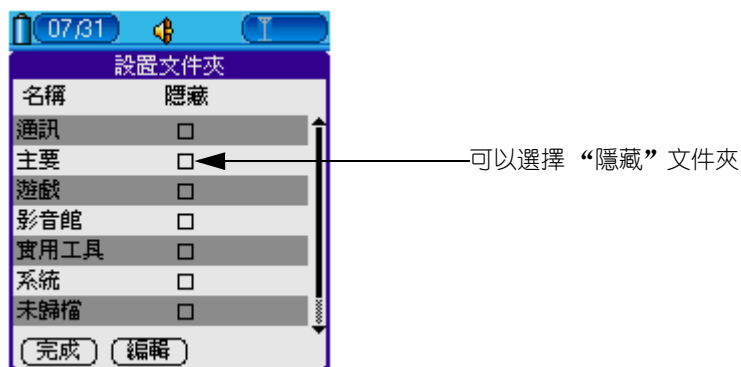 07/31
設置文件夾
名稱 隱藏
通訊
主要
可以選擇 “隱藏”文件夾
遊戲
影音館
實用工具
系統
未歸檔
完成 編輯